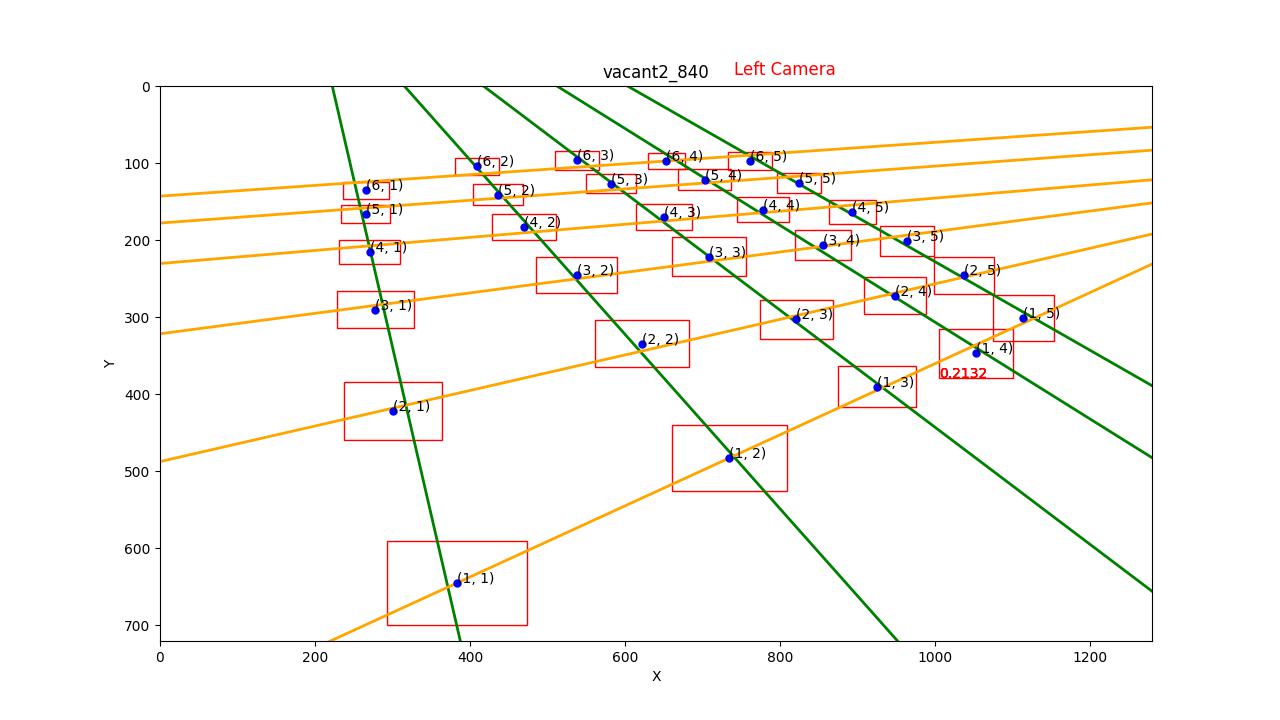 vacant2_840 Left Camera
0
100
(6, 1) (6, 2) (6, 3) (6, 4) (6, 5)
(5, 1) (5, 2) (5, 3) (5, 4) (5, 5)
200
(4, 1) (4, 2) (4, 3) (4, 4) (4, 5)
(3, 1) (3, 2) (3, 3) (3, 4) (3, 5)
300
(2, 1) (2, 2) (2, 3) (2, 4) (2, 5)
Y
0.2132
400
(1, 1) (1, 2) (1, 3) (1, 4) (1, 5)
500
600
700
0 200 400 600 800 1000 1200
X